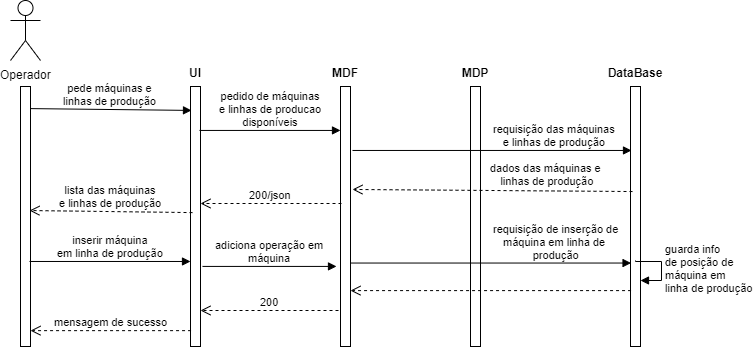 Operador
UI
MDF
MDP
DataBase
pede máquinas e
linhas de produção
pedido de máquinas
e linhas de producao
disponíveis
requisição das máquinas
e linhas de produção
dados das máquinas e
linhas de produção
200/json
lista das máquinas
e linhas de produção
inserir máquina
em linha de produção
adiciona operação em
máquina
requisição de inserção de
máquina em linha de
produção
guarda info
de posição de
máquina em
linha de produção
200
mensagem de sucesso